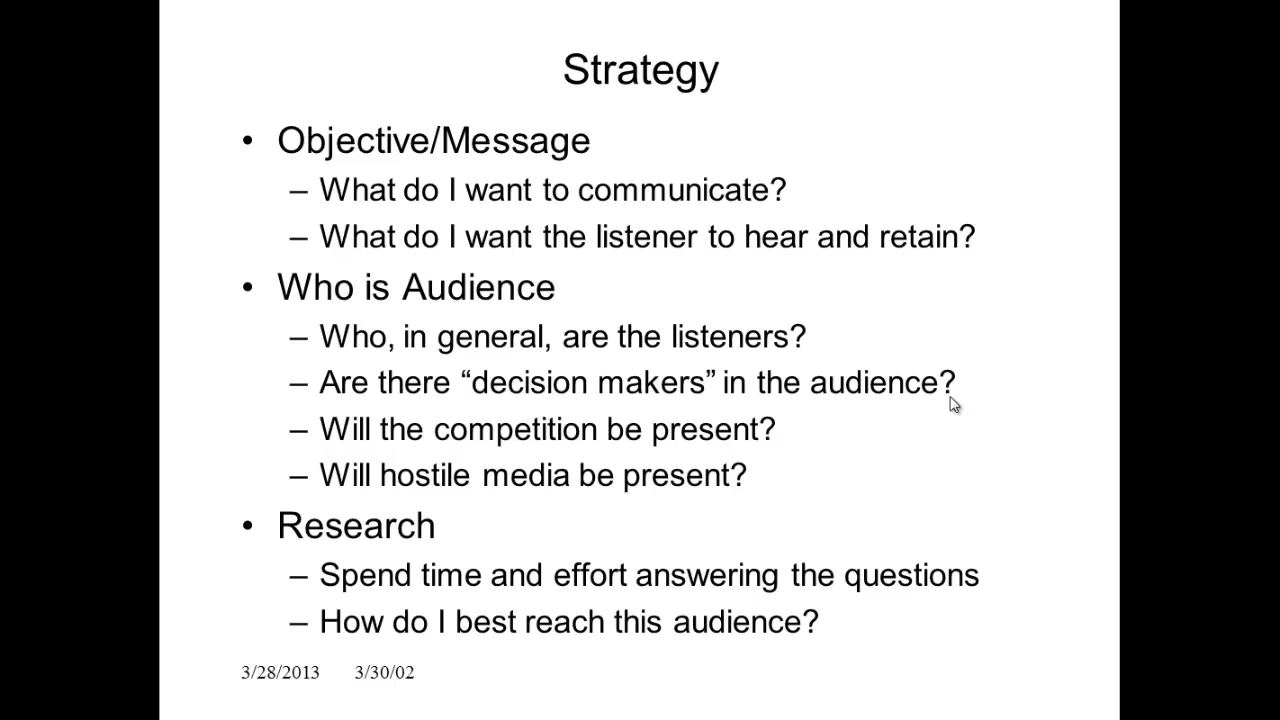 Strategy
• Objective/Message
– What do I want to communicate?
– What do I want the listener to hear and retain?
• Who is Audience
– Who, in general, are the listeners?
– Are there “decision makers” in the audience?
– Will the competition be present?
– Will hostile media be present?
• Research
– Spend time and effort answering the questions
– How do I best reach this audience?
3/28/2013 3/30/02